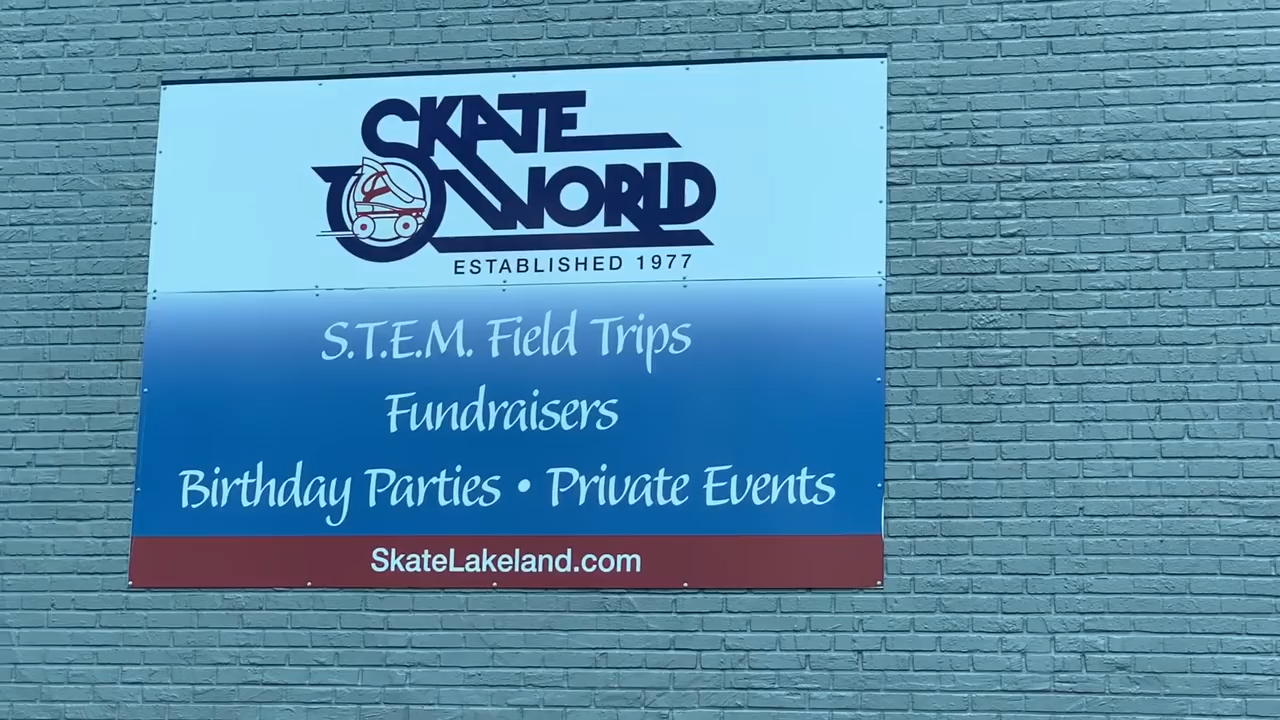 SKATE
WORLD
ESTABLISHED 1977
S.T.E.M. Field Trips
Fundraisers
Birthday Parties • Private Events
SkateLakeland.com